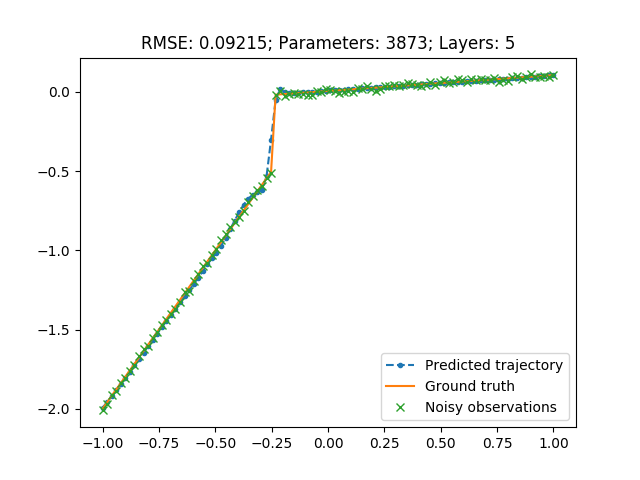 RMSE: 0.09215; Parameters: 3873; Layers: 5
0.0
−0.5
−1.0
−1.5
−2.0
Predicted trajectory
Ground truth
Noisy observations
−1.00 −0.75 −0.50 −0.25 0.00 0.25 0.50 0.75 1.00